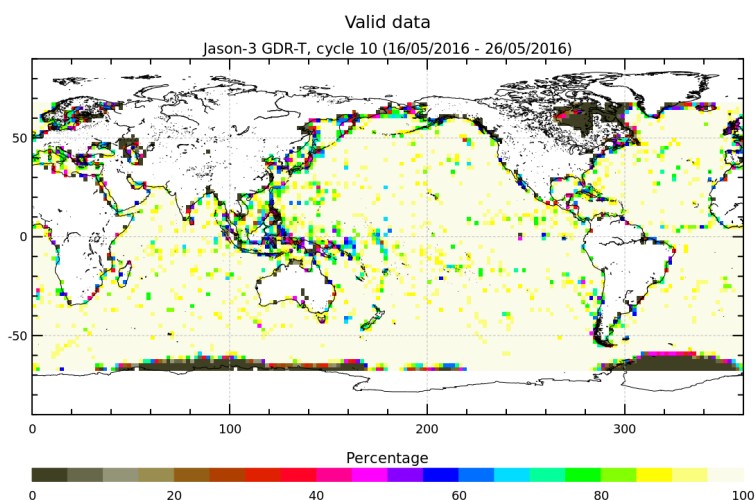 Valid data
Jason-3 GDR-T, cycle 10 (16/05/2016 - 26/05/2016)
50
0
-50
0 100 200 300
Percentage
0 20 40 60 80 100